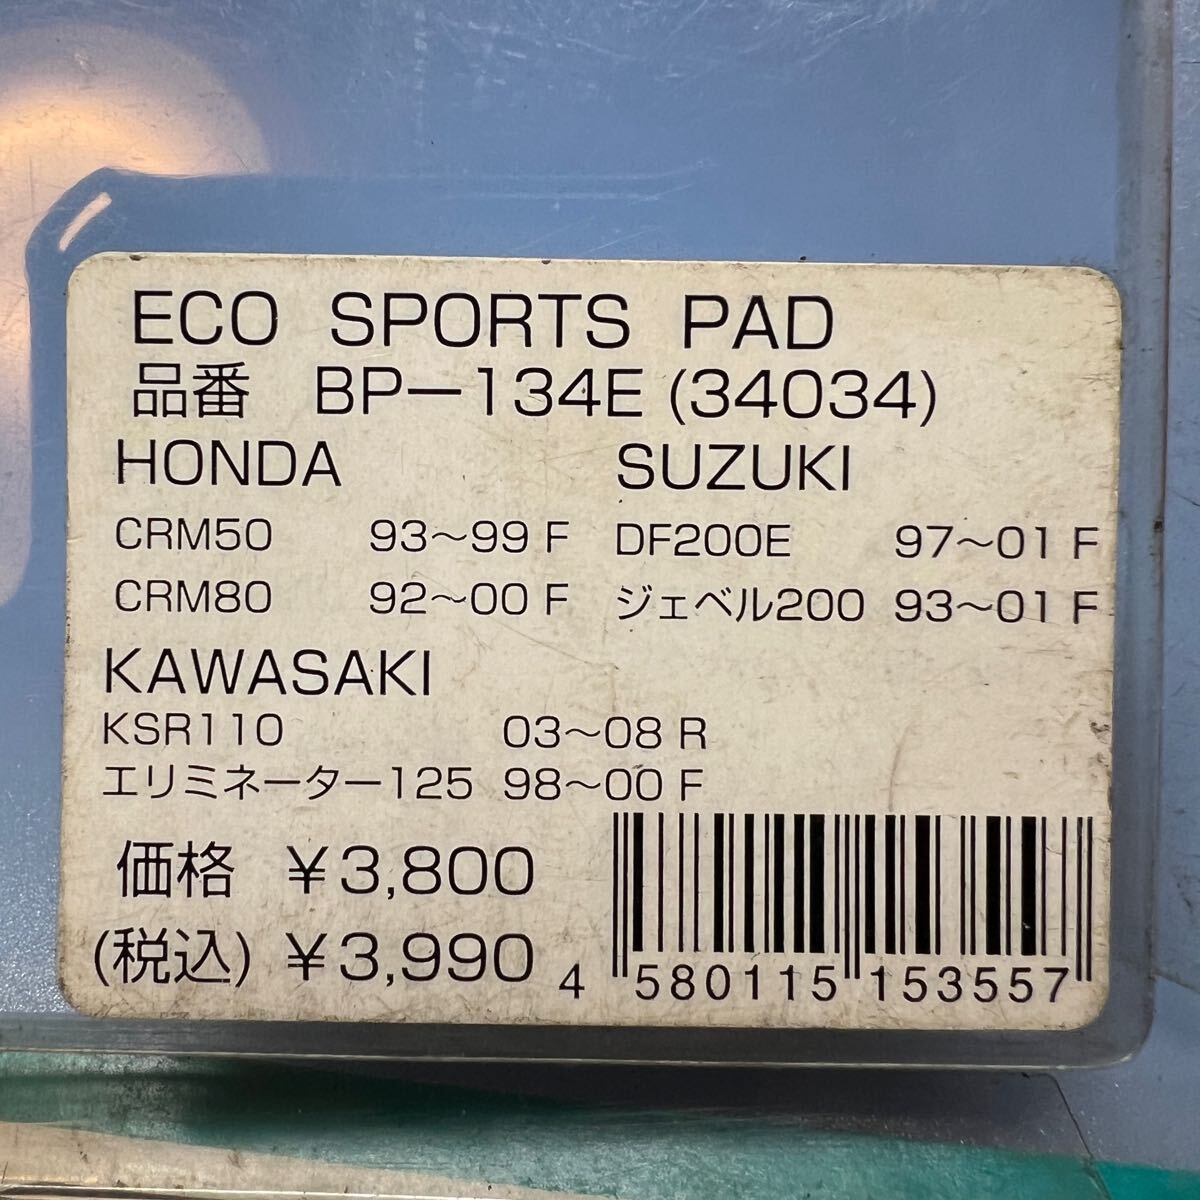 ECO SPORTS PAD
品番 BP-134E (34034)
HONDA SUZUKI
CRM50 93~99 F DF200E 97~01 F
CRM80 92~00 F ジェベル200 93~01 F
KAWASAKI
KSR110 03~08 R
エリミネーター125 98~00 F
価格 ¥3,800
(税込) ¥3,990
4 580115 153557